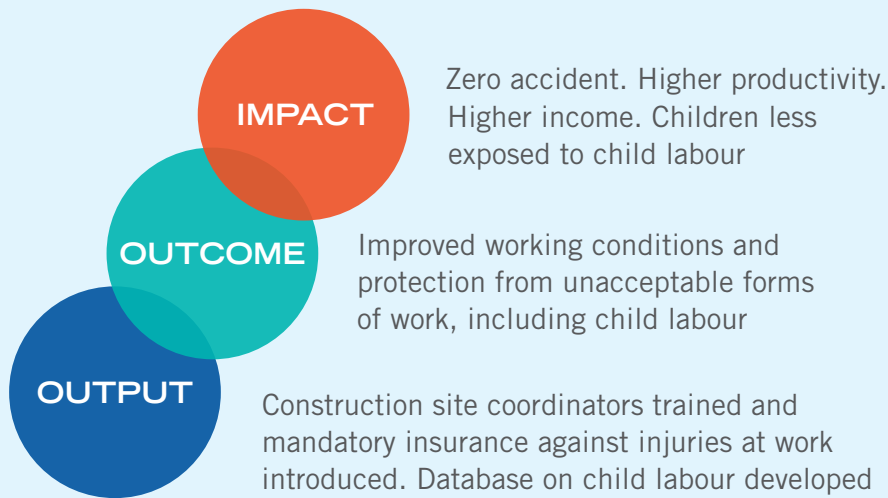 IMPACT
Zero accident. Higher productivity.
Higher income. Children less
exposed to child labour
OUTCOME
Improved working conditions and
protection from unacceptable forms
of work, including child labour
OUTPUT
Construction site coordinators trained and
mandatory insurance against injuries at work
introduced. Database on child labour developed